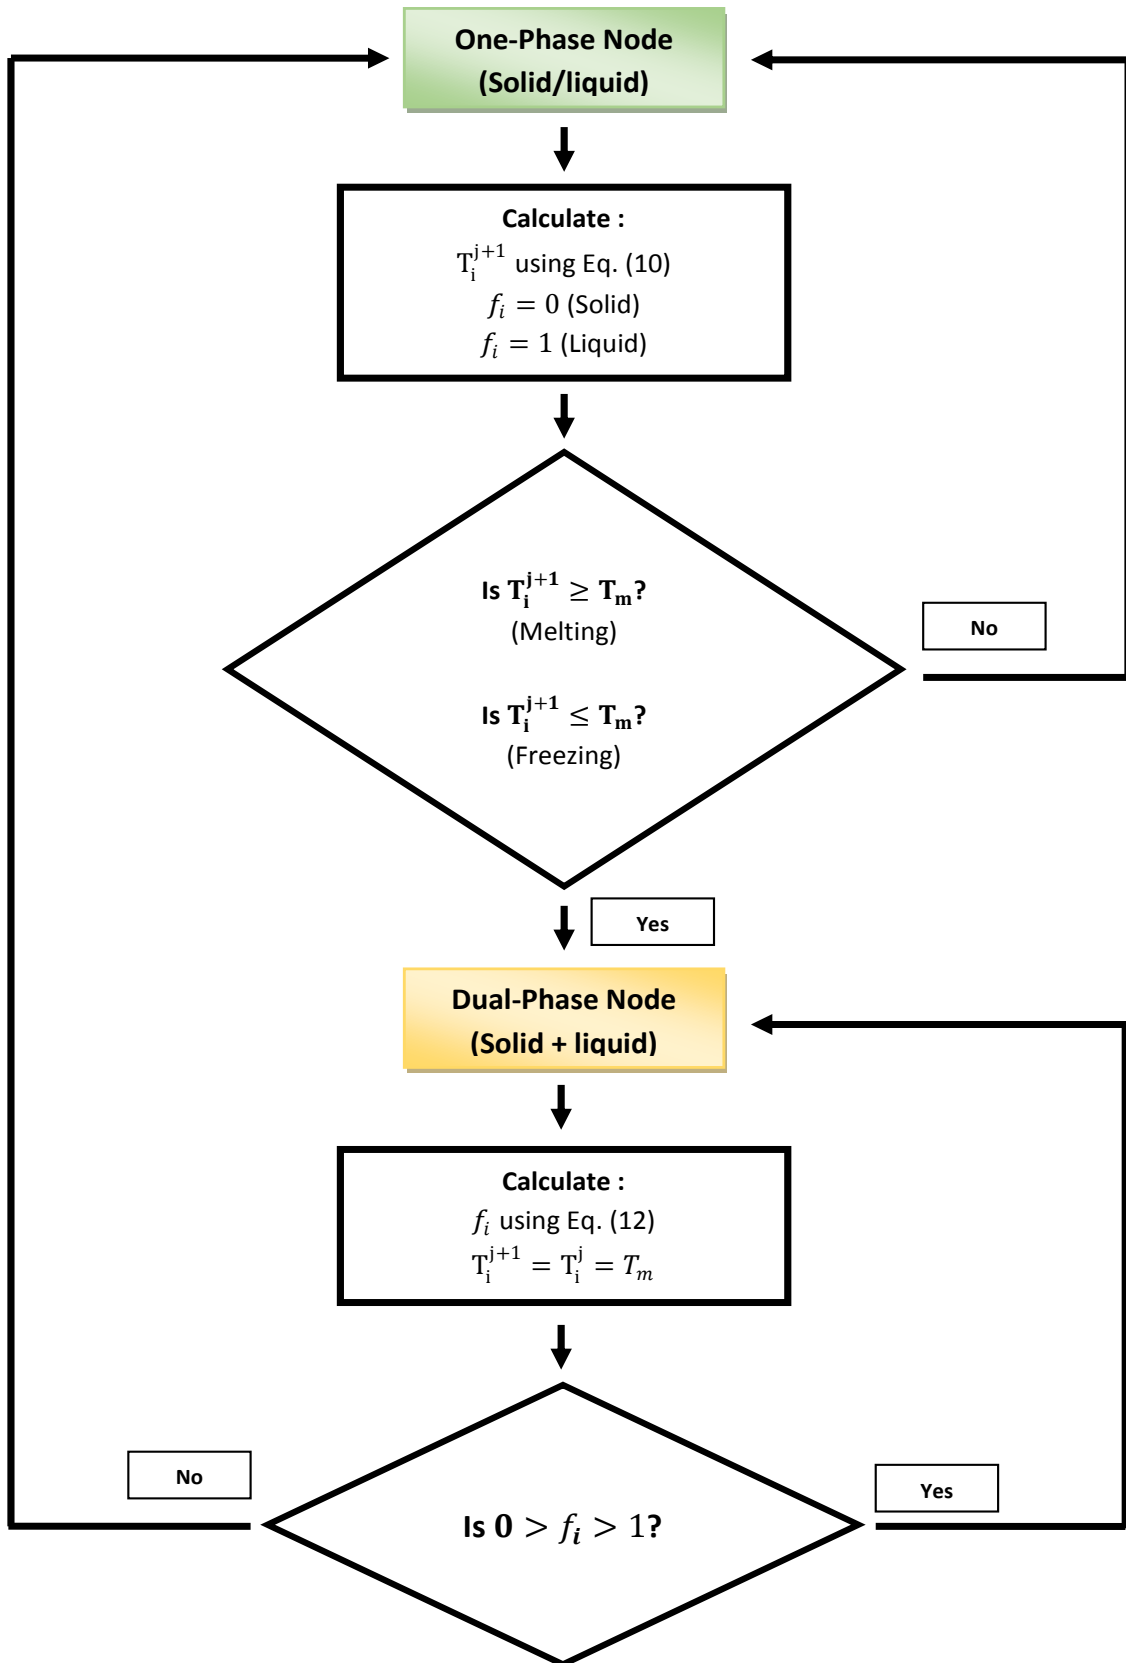 One-Phase Node
(Solid/liquid)
Calculate :
T_i^{j+1} using Eq. (10)
f_i = 0 (Solid)
f_i = 1 (Liquid)
Is T_i^{j+1} ≥ T_m?
(Melting)
No
Is T_i^{j+1} ≤ T_m?
(Freezing)
Yes
Dual-Phase Node
(Solid + liquid)
Calculate :
f_i using Eq. (12)
T_i^{j+1} = T_i^j = T_m
No
Yes
Is 0 > f_i > 1?